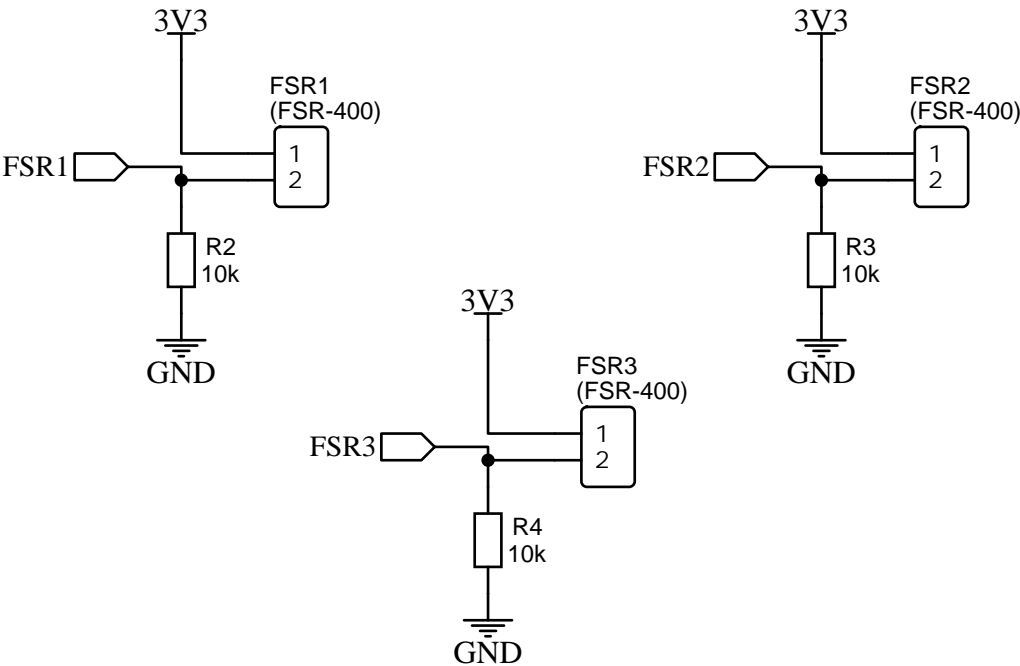 3V3
FSR1
(FSR-400)
FSR1
1
2
R2
10k
GND
3V3
FSR2
(FSR-400)
FSR2
1
2
R3
10k
GND
3V3
FSR3
(FSR-400)
FSR3
1
2
R4
10k
GND